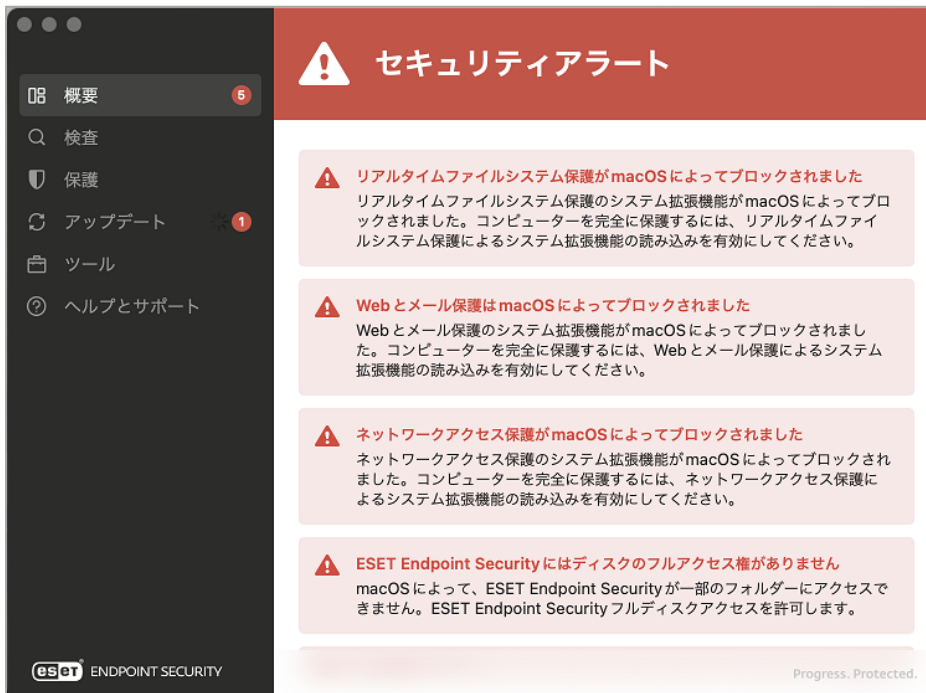 セキュリティアラート
概要 5
検査
保護
アップデート 1
ツール
ヘルプとサポート
リアルタイムファイルシステム保護がmacOSによってブロックされました
リアルタイムファイルシステム保護のシステム拡張機能がmacOSによってブロ
ックされました。コンピューターを完全に保護するには、リアルタイムファイ
ルシステム保護によるシステム拡張機能の読み込みを有効にしてください。
Webとメール保護はmacOSによってブロックされました
Webとメール保護のシステム拡張機能がmacOSによってブロックされまし
た。コンピューターを完全に保護するには、Webとメール保護によるシステム
拡張機能の読み込みを有効にしてください。
ネットワークアクセス保護がmacOSによってブロックされました
ネットワークアクセス保護のシステム拡張機能がmacOSによってブロックされ
ました。コンピューターを完全に保護するには、ネットワークアクセス保護に
よるシステム拡張機能の読み込みを有効にしてください。
ESET Endpoint Securityにはディスクのフルアクセス権がありません
macOSによって、ESET Endpoint Securityが一部のフォルダーにアクセスで
きません。ESET Endpoint Securityフルディスクアクセスを許可します。
eseT ENDPOINT SECURITY
Progress. Protected.